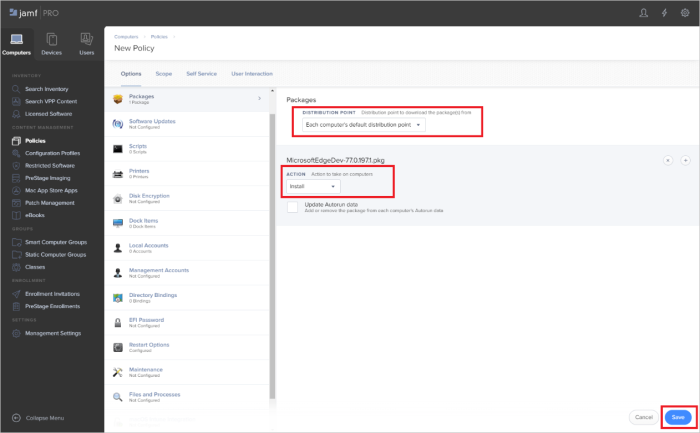 jamf | PRO
Computers
Devices
Users
INVENTORY
Search Inventory
Search VPP Content
Licensed Software
CONTENT MANAGEMENT
Policies
Configuration Profiles
Restricted Software
PreStage Imaging
Mac App Store Apps
Patch Management
eBooks
GROUPS
Smart Computer Groups
Static Computer Groups
Classes
ENROLLMENT
Enrollment Invitations
PreStage Enrollments
SETTINGS
Management Settings
Collapse Menu
Computers Policies
New Policy
Options Scope Self Service User Interaction
Packages
1 Package
Software Updates
Not Configured
Scripts
0 Scripts
Printers
0 Printers
Disk Encryption
Not Configured
Dock Items
0 Dock Items
Local Accounts
0 Accounts
Management Accounts
Not Configured
Directory Bindings
0 Bindings
EFI Password
Not Configured
Restart Options
Configured
Maintenance
Not Configured
Files and Processes
Not Configured
Packages
DISTRIBUTION POINT Distribution point to download the package(s) from
Each computer's default distribution point
MicrosoftEdgeDev-77.0.197.1.pkg
ACTION Action to take on computers
Install
Update Autorun data
Add or remove the package from each computer's Autorun data
Cancel
Save